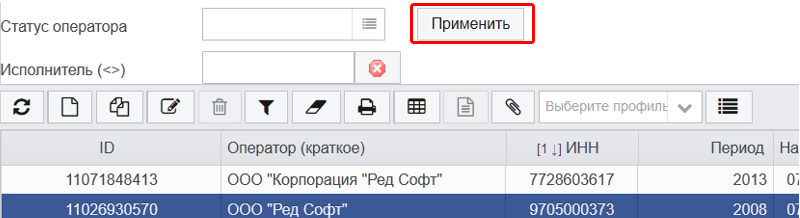 Статус оператора Применить
Исполнитель (<>)
Выберите профиль
ID Оператор (краткое) [1 ↓] ИНН Период На
11071848413 ООО "Корпорация "Ред Софт" 7728603617 2013 07
11026930570 ООО "Ред Софт" 9705000373 2008 07